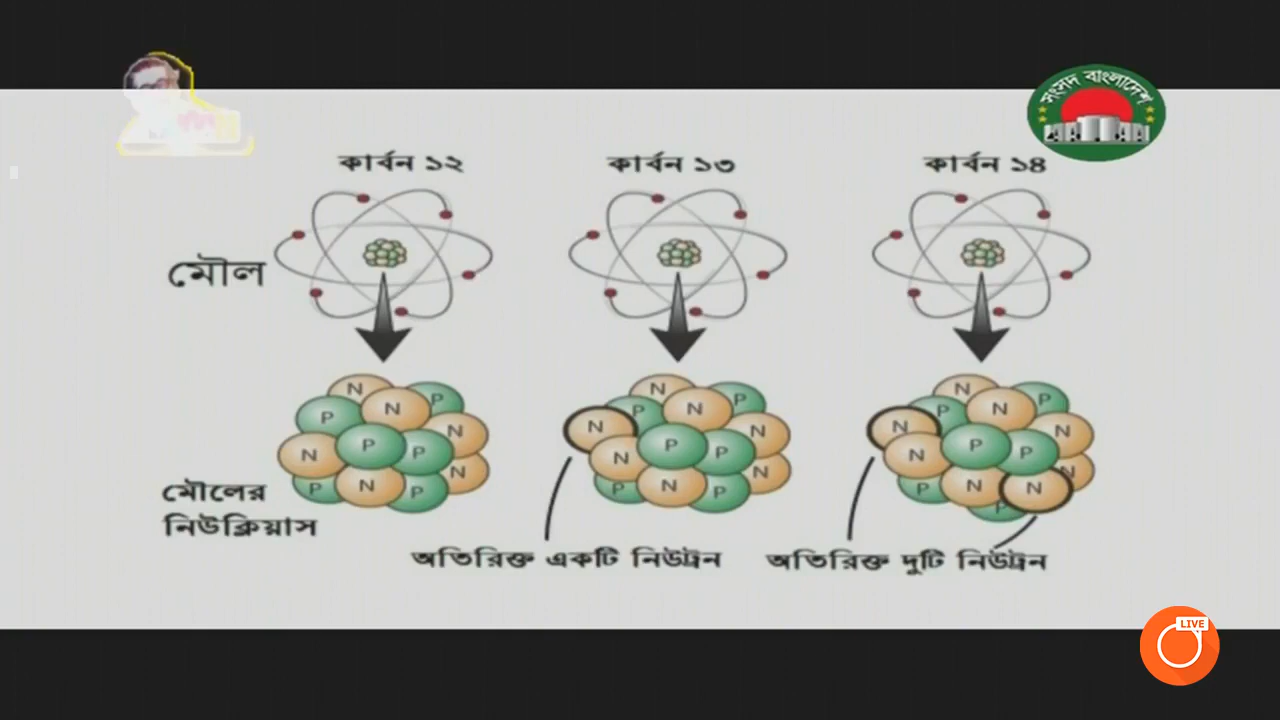 সংসদ বাংলাদেশ
কার্বন ১২
কার্বন ১৩
কার্বন ১৪
মৌল
N P N P N P P N N P P N
N P N P N N P P N N P P N
N P N P N N P P N N P P N N
মৌলের
নিউক্লিয়াস
অতিরিক্ত একটি নিউট্রন
অতিরিক্ত দুটি নিউট্রন
LIVE